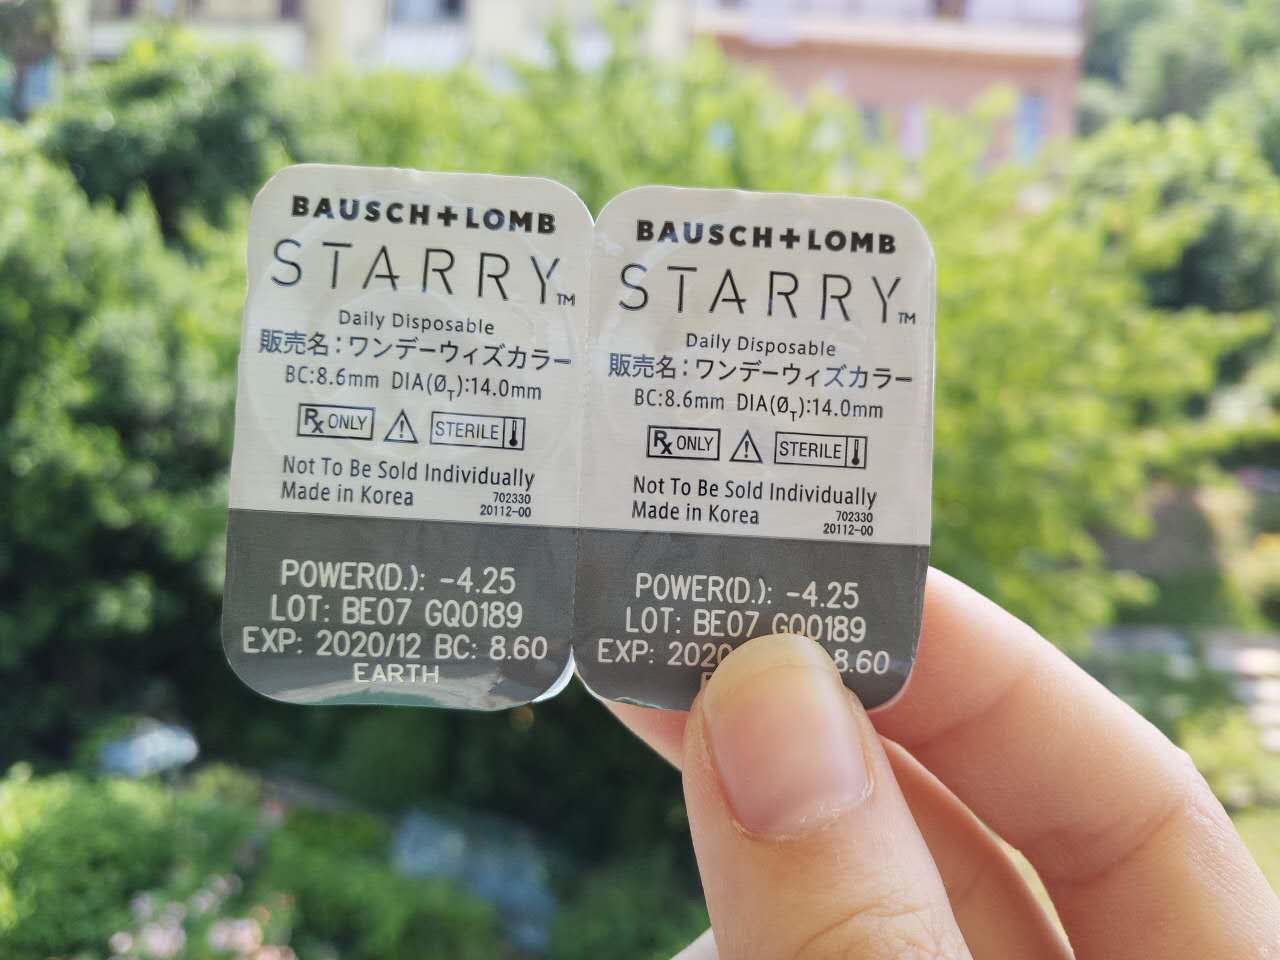 BAUSCH+LOMB
STARRY™
Daily Disposable
販売名：ワンデーウィズカラー
BC:8.6mm DIA(ØT):14.0mm
Rx ONLY
STERILE
Not To Be Sold Individually
Made in Korea
702330
20112-00
POWER(D.): -4.25
LOT: BE07 GQ0189
EXP: 2020/12 BC: 8.60
EARTH
BAUSCH+LOMB
STARRY™
Daily Disposable
販売名：ワンデーウィズカラー
BC:8.6mm DIA(ØT):14.0mm
Rx ONLY
STERILE
Not To Be Sold Individually
Made in Korea
702330
20112-00
POWER(D.): -4.25
LOT: BE07 GQ0189
EXP: 2020 8.60